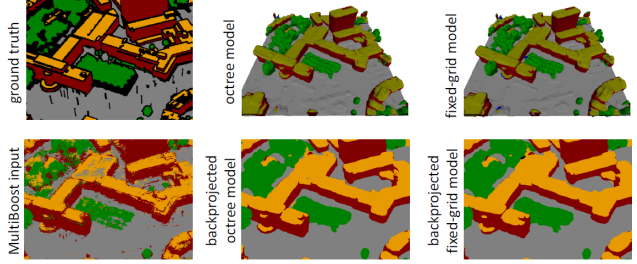 ground truth
octree model
fixed-grid model
MultiBoost input
backprojected
octree model
backprojected
fixed-grid model